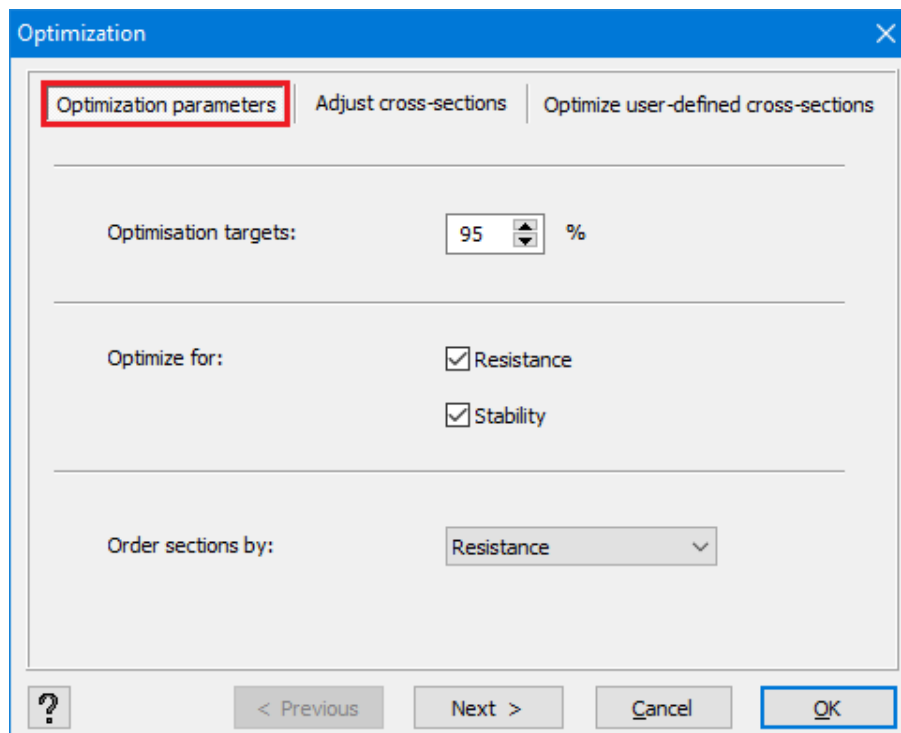 Optimization
Optimization parameters Adjust cross-sections Optimize user-defined cross-sections
Optimisation targets: 95 %
Optimize for: Resistance
Stability
Order sections by: Resistance
? < Previous Next > Cancel OK